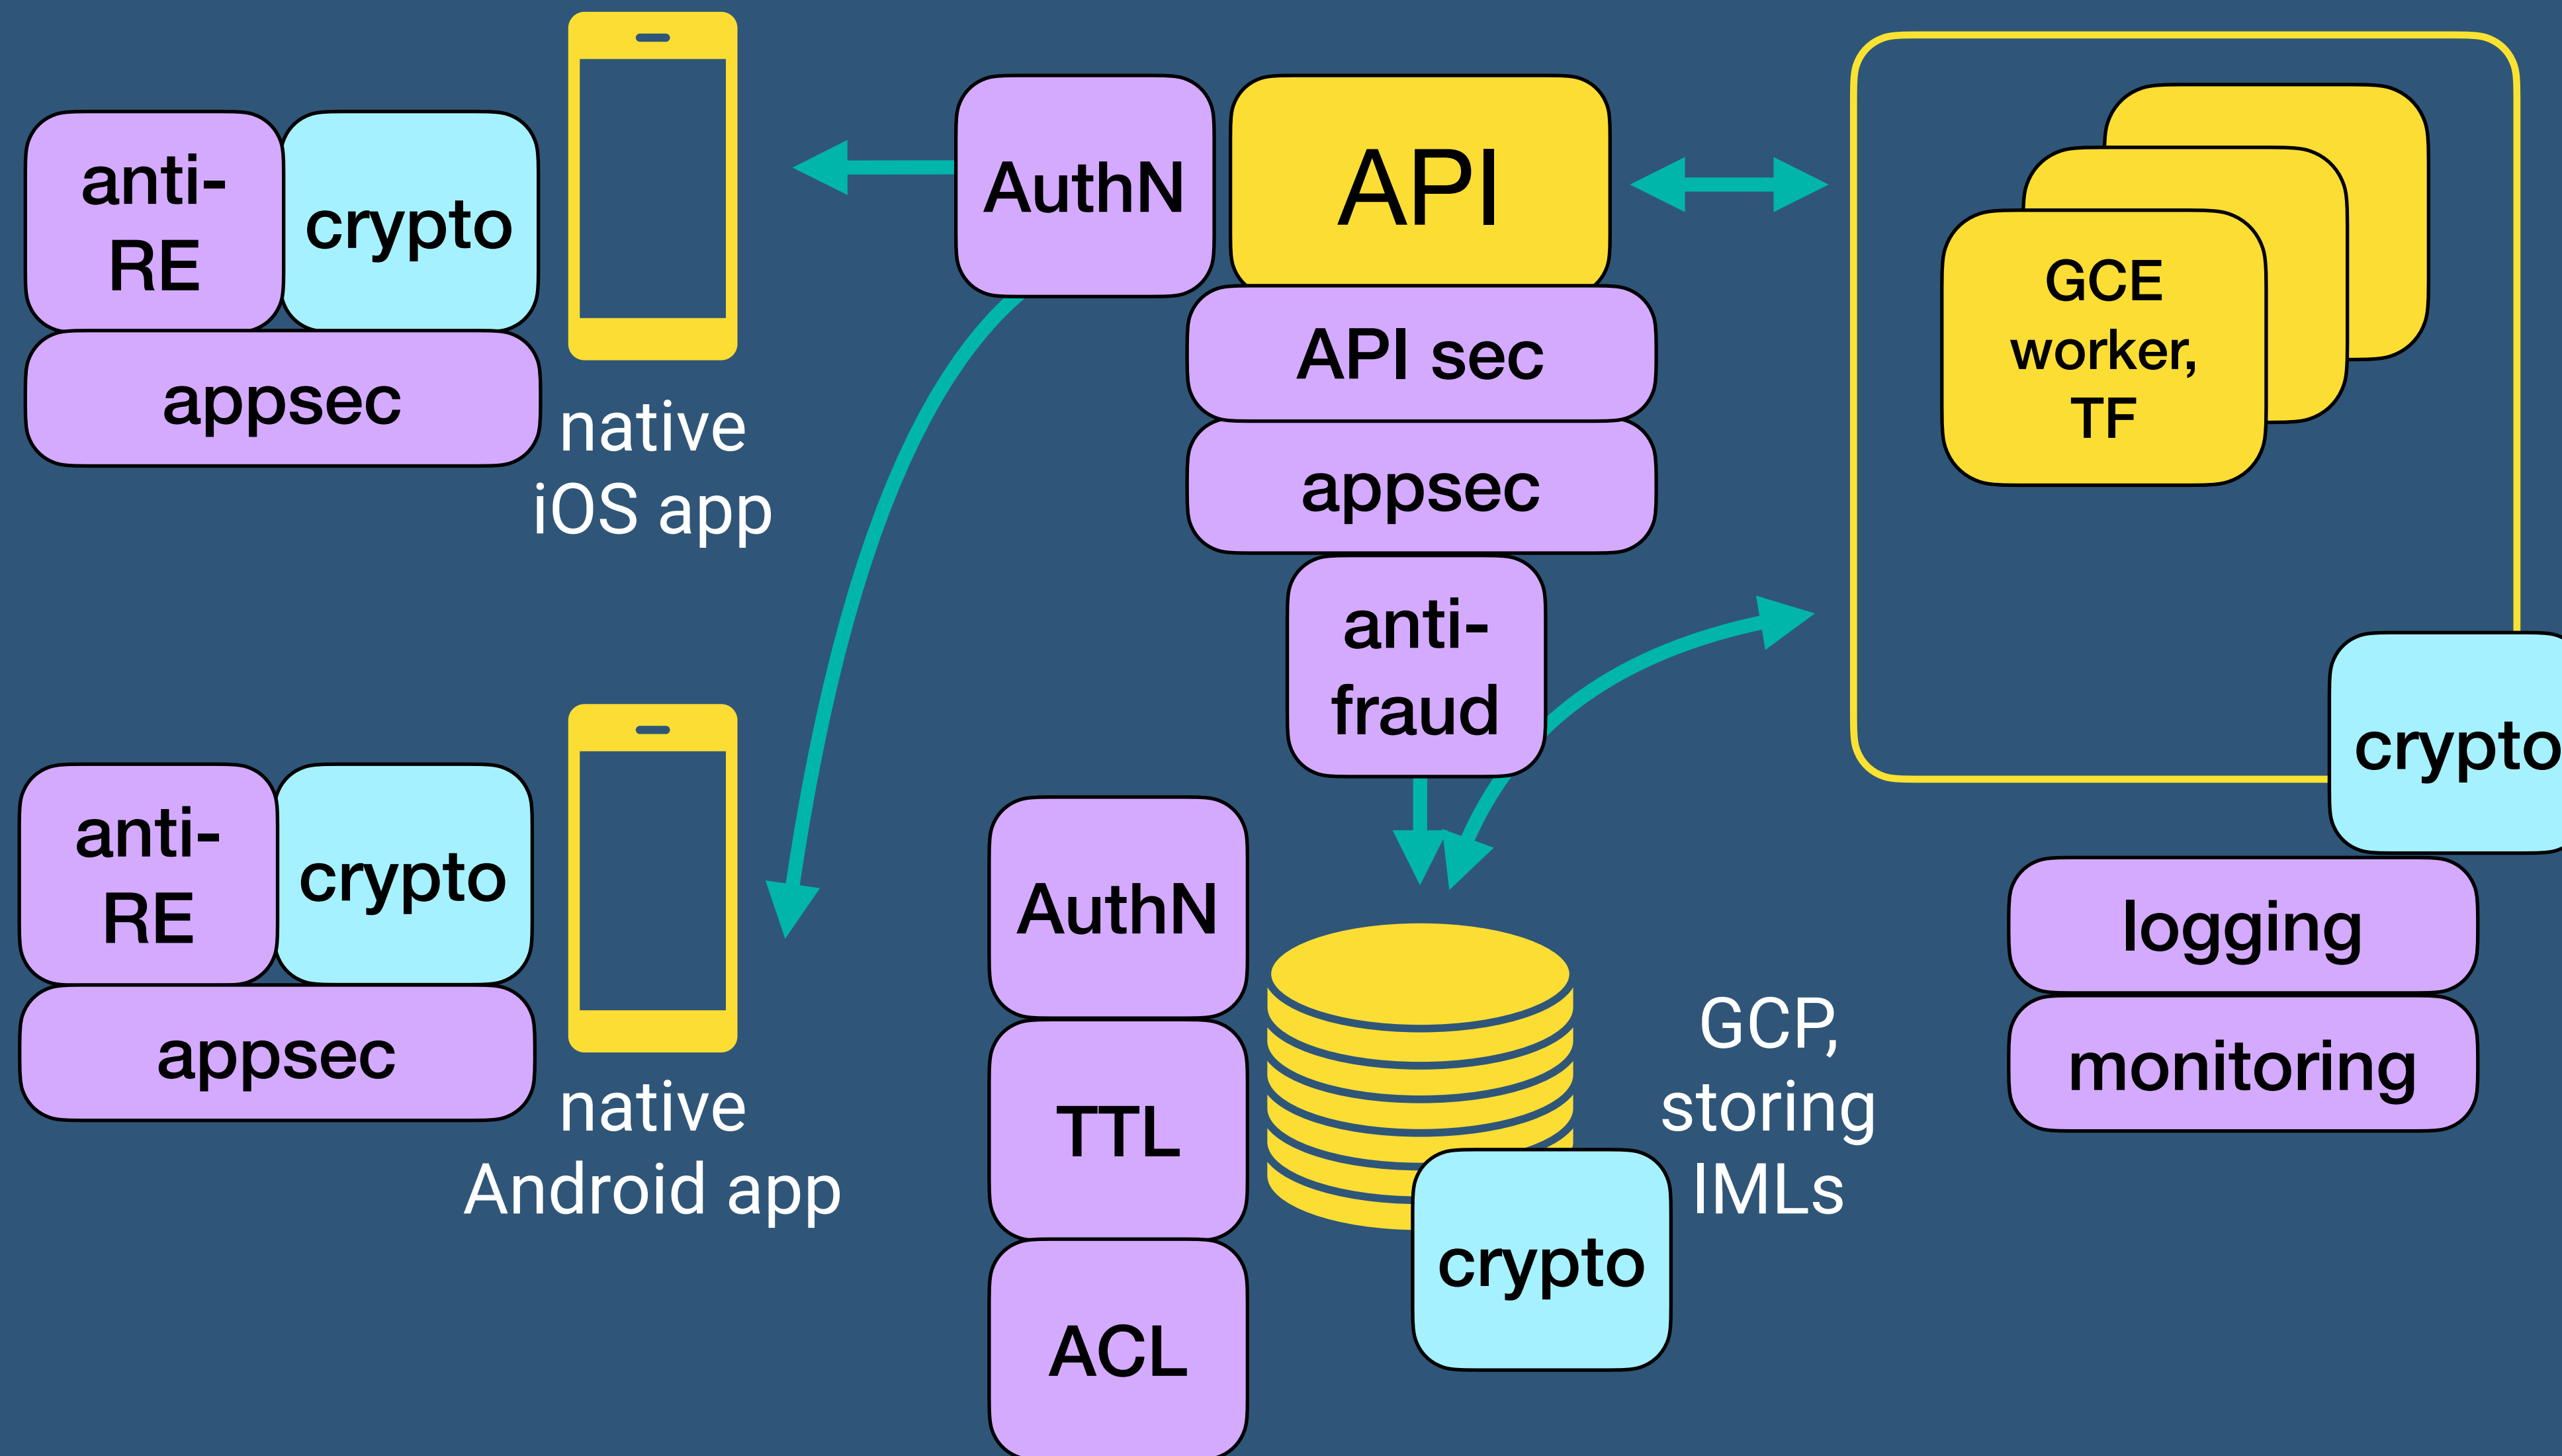 anti-
RE
crypto
appsec
native
iOS app
AuthN
API
API sec
appsec
anti-
fraud
GCE
worker,
TF
crypto
logging
monitoring
anti-
RE
crypto
appsec
native
Android app
AuthN
TTL
ACL
GCP,
storing
IMLs
crypto